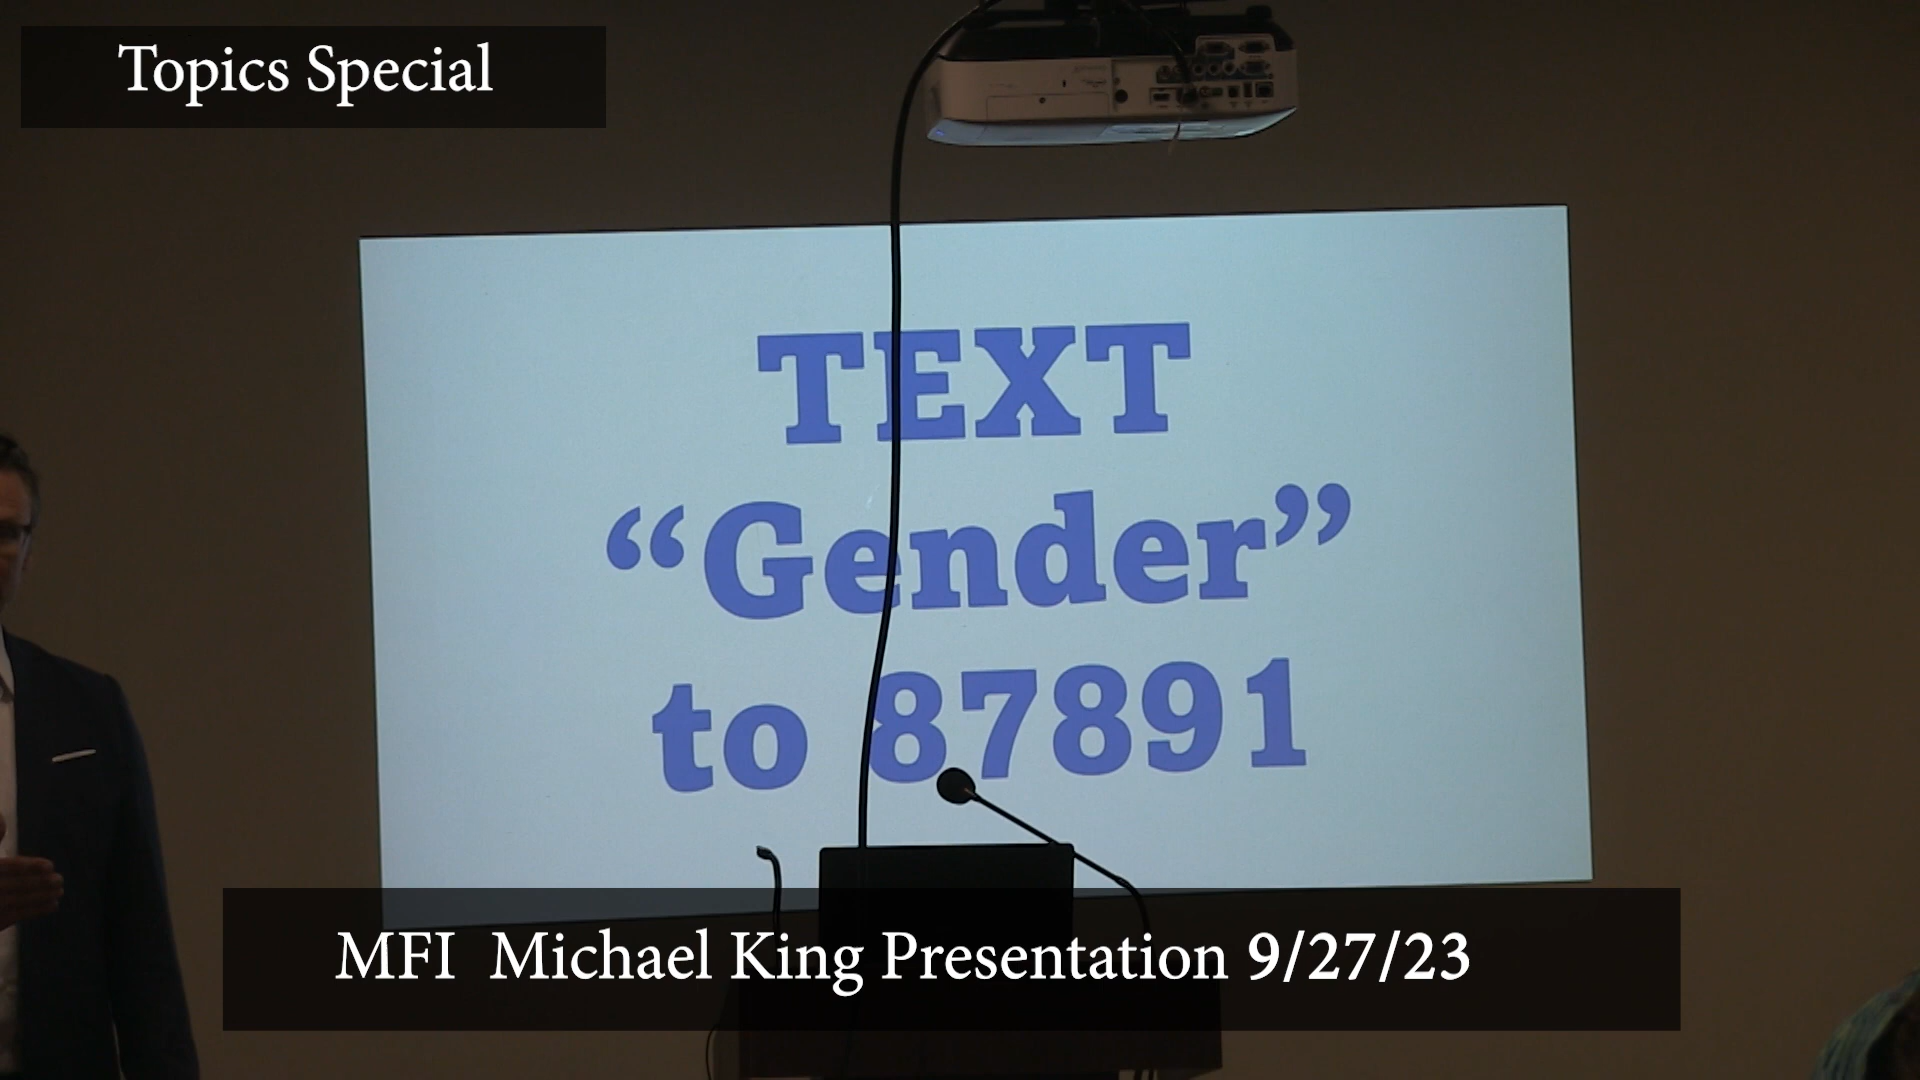 Topics Special
TEXT
“Gender”
to 87891
MFI  Michael King Presentation 9/27/23